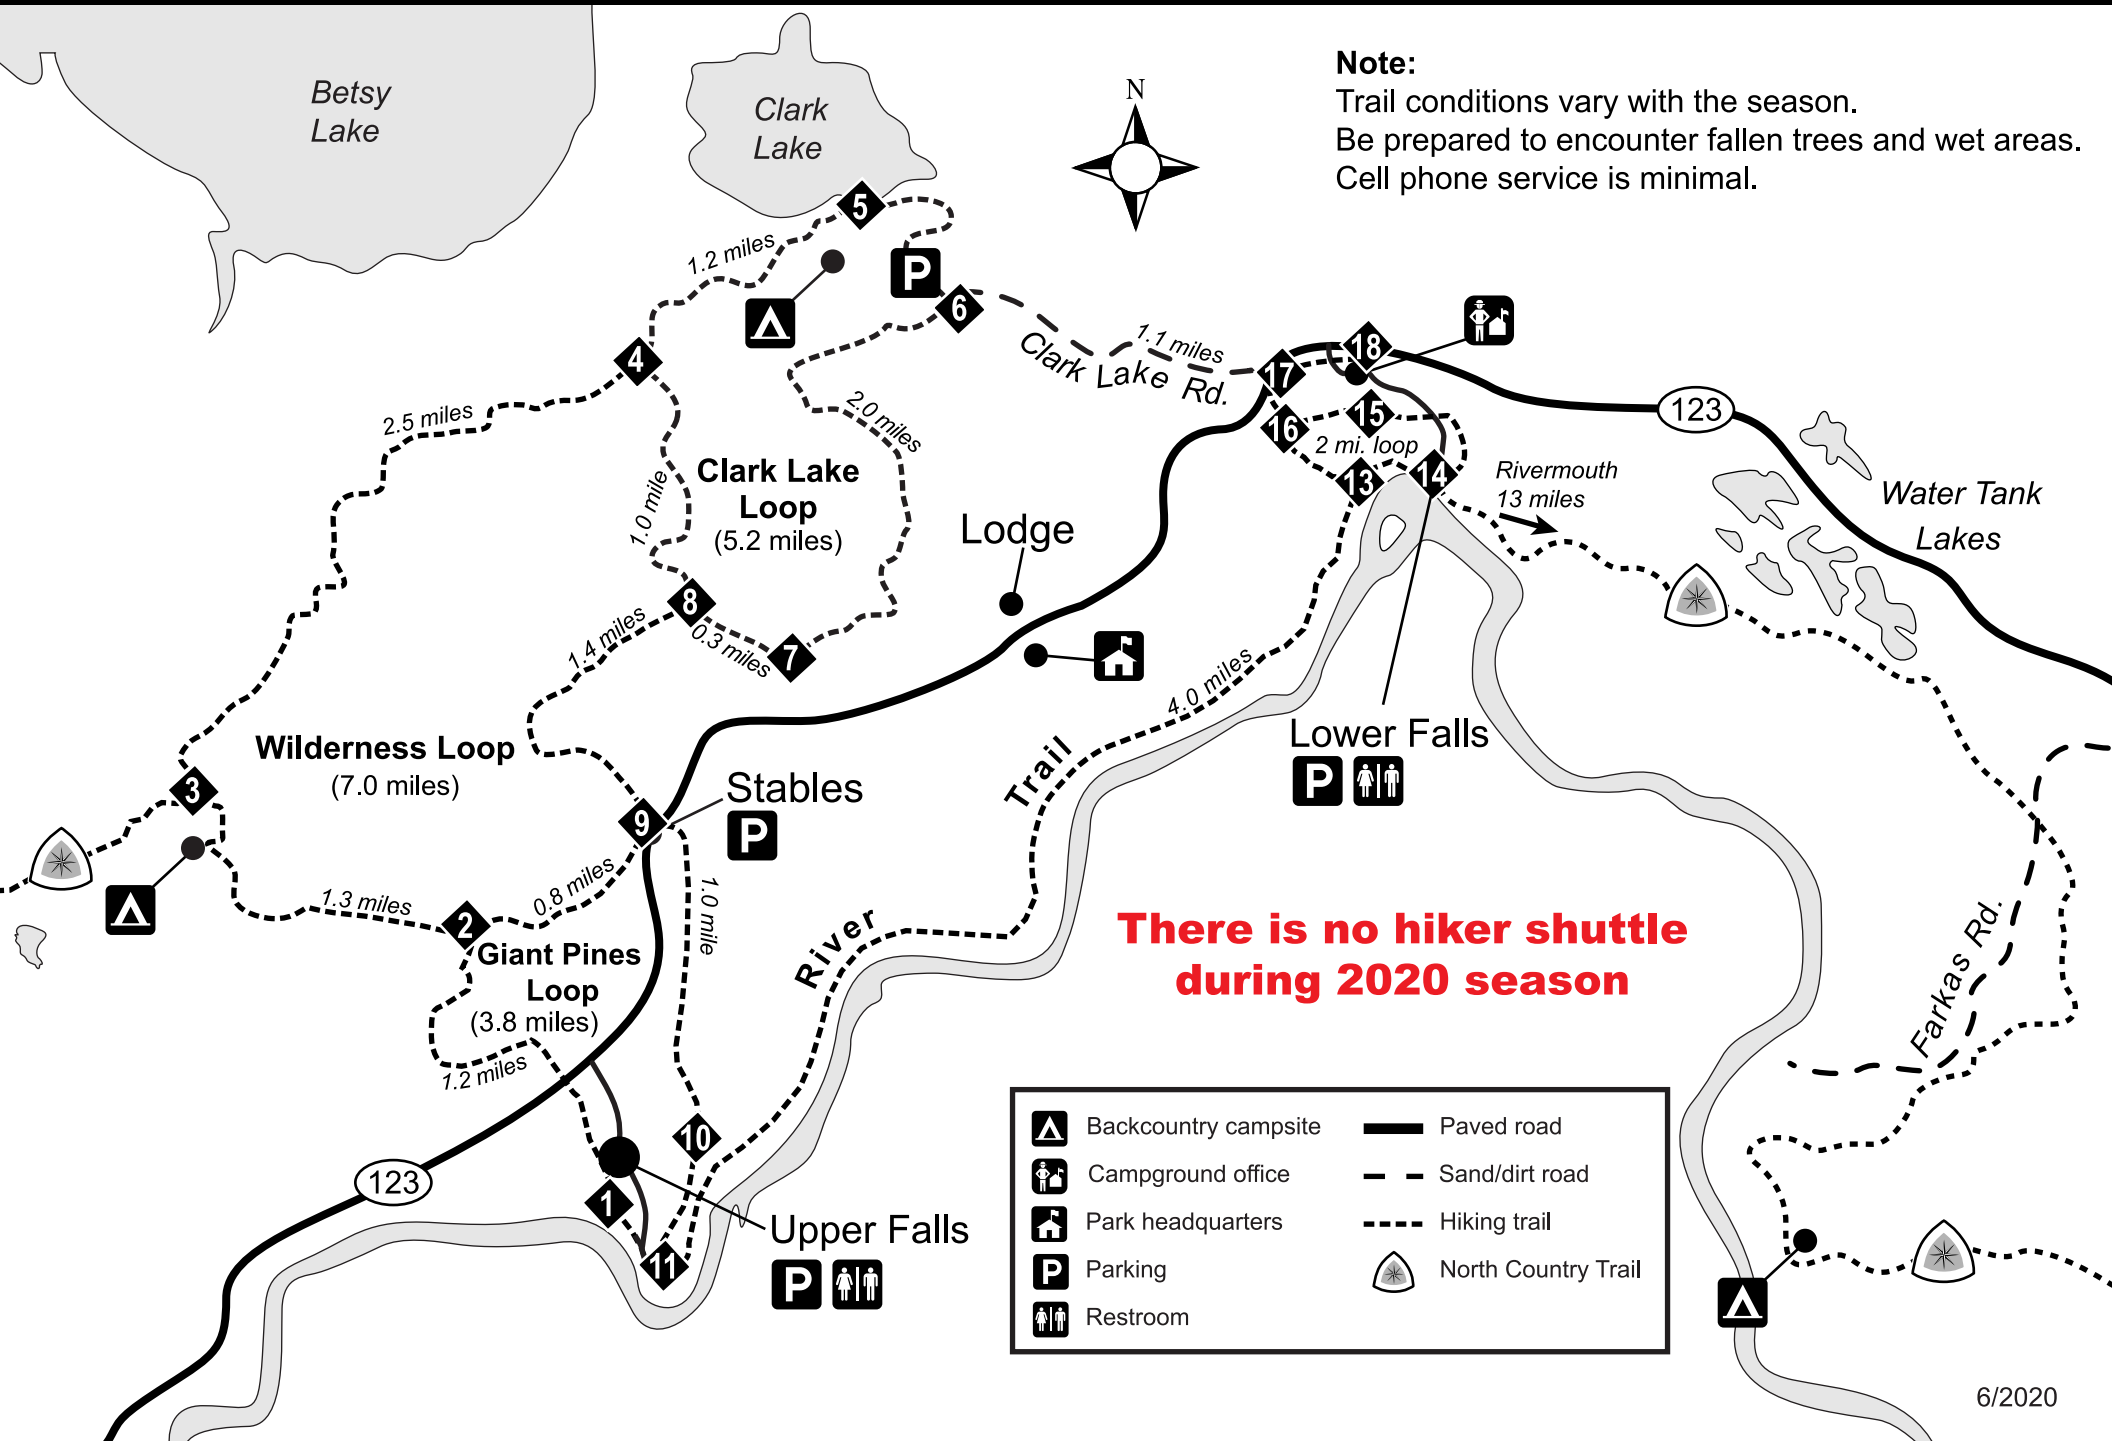 Betsy
Lake
Clark
Lake
N
Note:
Trail conditions vary with the season.
Be prepared to encounter fallen trees and wet areas.
Cell phone service is minimal.
5
1.2 miles
P
6
4
1.1 miles
Clark Lake Rd.
17
18
123
2.5 miles
2.0 miles
15
16
2 mi. loop
13
14
Rivermouth
13 miles
Water Tank
Lakes
Clark Lake
Loop
(5.2 miles)
1.0 mile
Lodge
8
1.4 miles
0.3 miles
7
4.0 miles
Lower Falls
P
Wilderness Loop
(7.0 miles)
3
Stables
P
9
River Trail
1.3 miles
2
0.8 miles
1.0 mile
Giant Pines
Loop
(3.8 miles)
1.2 miles
There is no hiker shuttle
during 2020 season
Farkas Rd.
123
10
1
11
Upper Falls
P
Backcountry campsite
Campground office
Park headquarters
P Parking
Restroom
Paved road
Sand/dirt road
Hiking trail
North Country Trail
6/2020